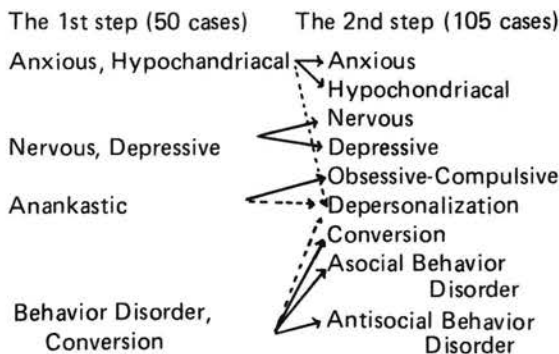 The 1st step (50 cases) The 2nd step (105 cases)
Anxious, Hypochandriacal Anxious
Hypochondriacal
Nervous
Nervous, Depressive Depressive
Obsessive-Compulsive
Anankastic Depersonalization
Conversion
Asocial Behavior
Disorder
Behavior Disorder, Antisocial Behavior
Conversion Disorder